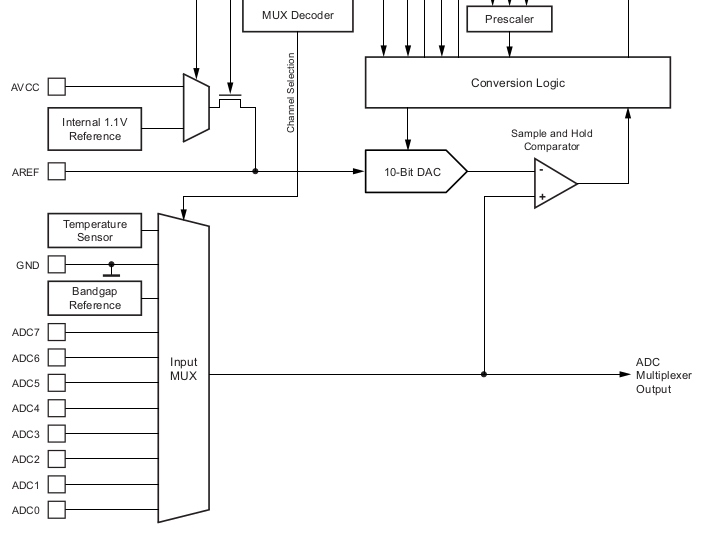 MUX Decoder
Prescaler
Channel Selection
AVCC
Conversion Logic
Internal 1.1V
Reference
Sample and Hold
Comparator
AREF
10-Bit DAC
-
+
Temperature
Sensor
GND
Bandgap
Reference
ADC7
ADC6
Input
MUX
ADC
Multiplexer
Output
ADC5
ADC4
ADC3
ADC2
ADC1
ADC0